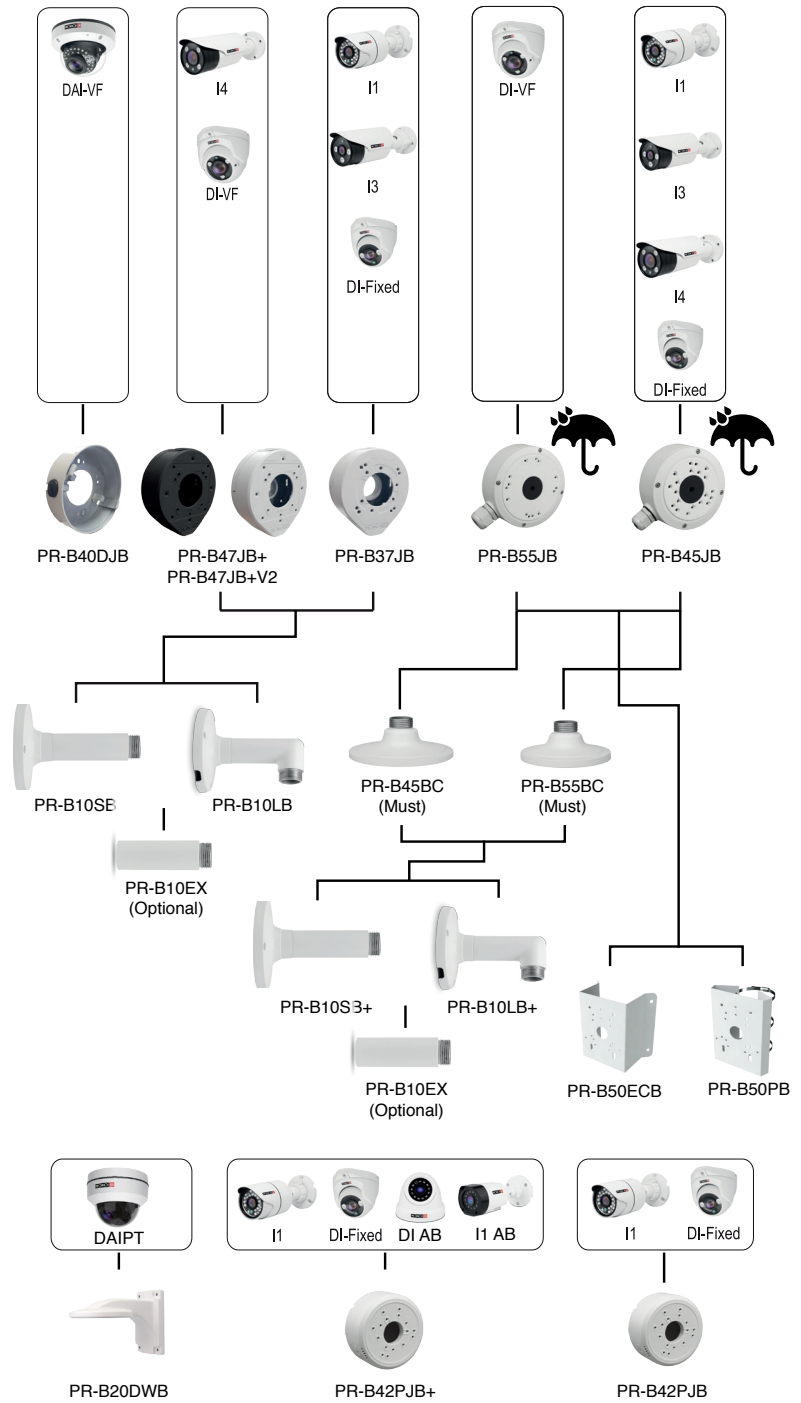 DAI-VF
I4
I1
DI-VF
I1
DI-VF
I3
I3
DI-Fixed
I4
DI-Fixed
PR-B40DJB
PR-B47JB+
PR-B47JB+V2
PR-B37JB
PR-B55JB
PR-B45JB
PR-B10SB
PR-B10LB
PR-B45BC
(Must)
PR-B55BC
(Must)
PR-B10EX
(Optional)
PR-B10SB+
PR-B10LB+
PR-B10EX
(Optional)
PR-B50ECB
PR-B50PB
DAIPT
I1
DI-Fixed
DI AB
I1 AB
I1
DI-Fixed
PR-B20DWB
PR-B42PJB+
PR-B42PJB